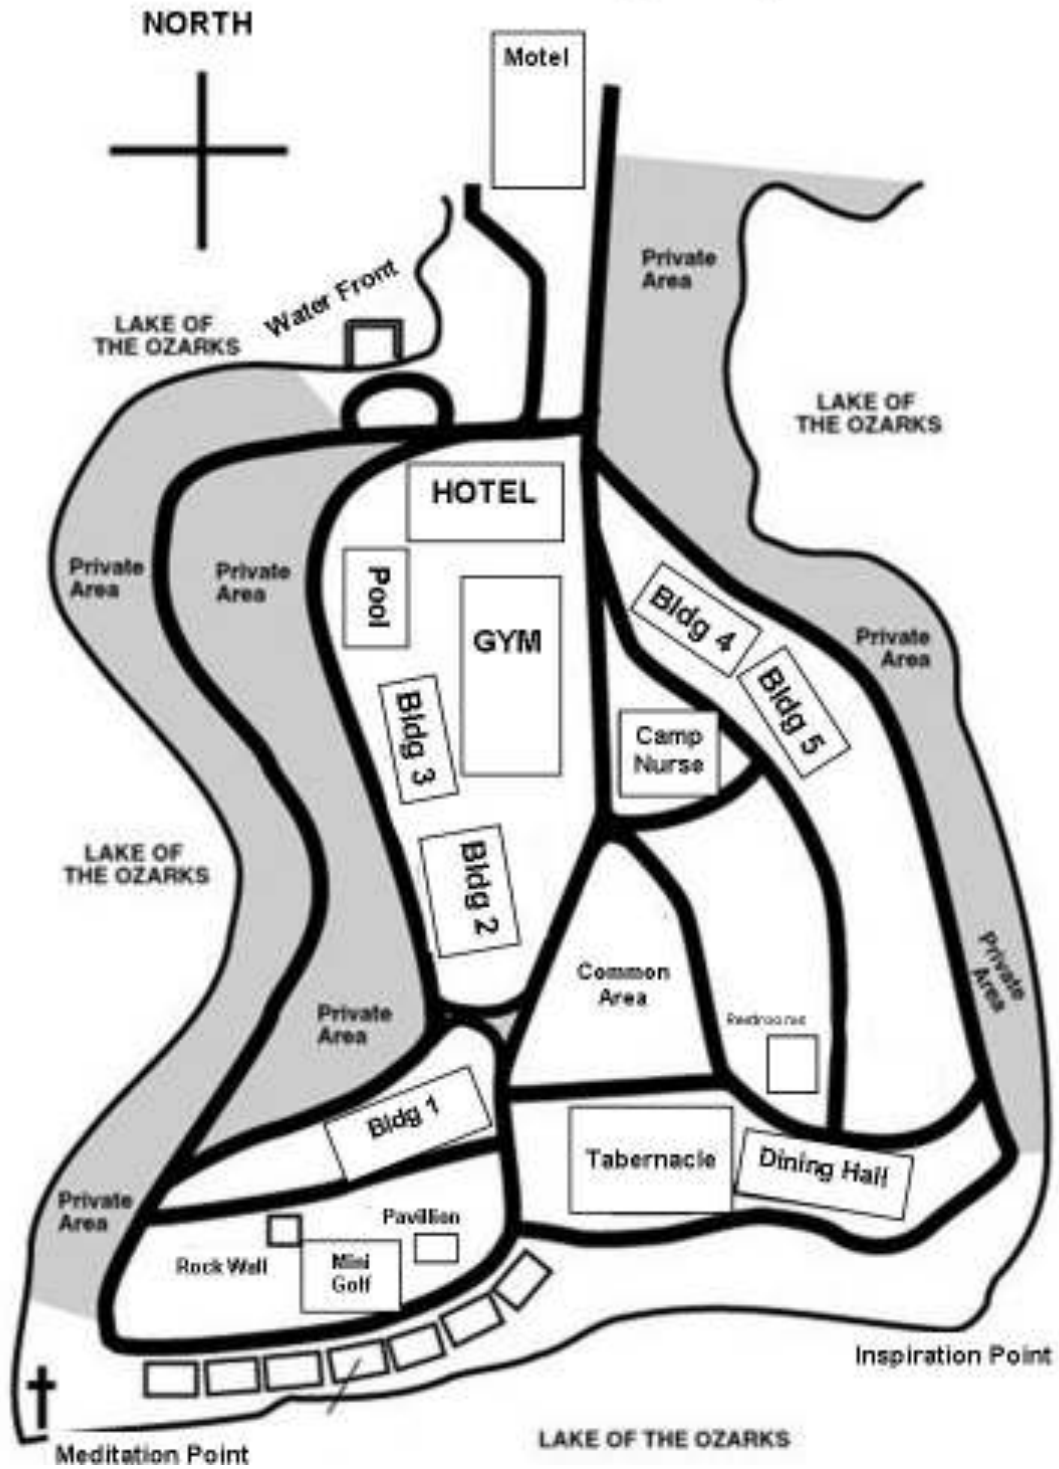 NORTH
Motel
Private
Area
Water Front
LAKE OF
THE OZARKS
LAKE OF
THE OZARKS
HOTEL
Private
Area
Private
Area
Pool
GYM
Bldg 4
Private
Area
Bldg 5
Bldg 3
Camp
Nurse
LAKE OF
THE OZARKS
Bldg 2
Common
Area
Private
Area
Private
Area
Bldg 1
Tabernacle
Dining Hall
Private
Area
Pavillion
Rock Wall
Mini
Golf
Inspiration Point
Meditation Point
LAKE OF THE OZARKS